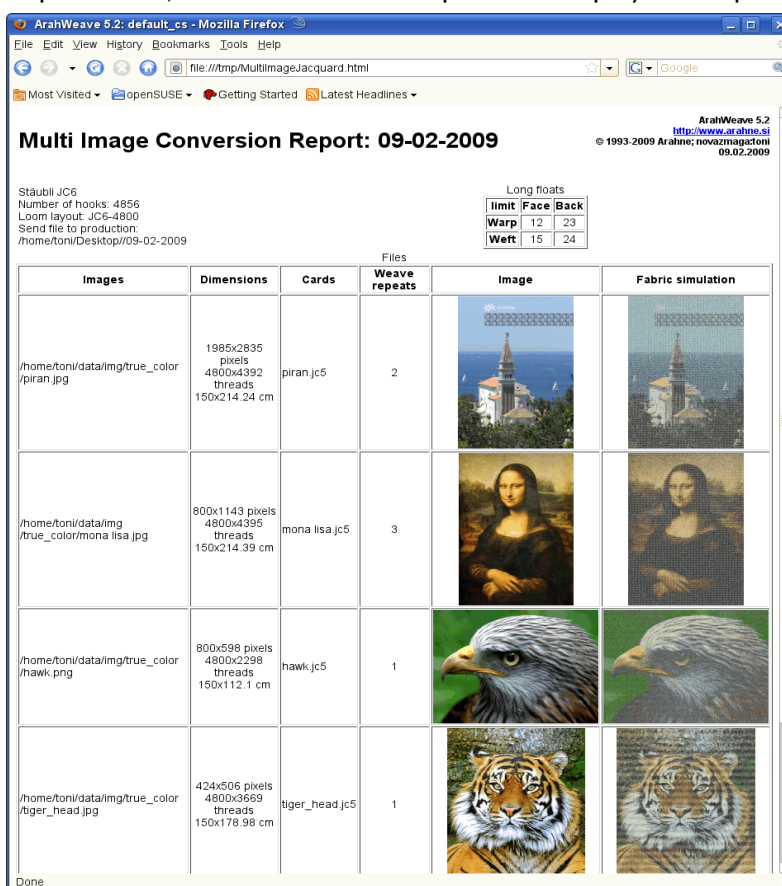 ArahWeave 5.2: default_cs - Mozilla Firefox
File Edit View History Bookmarks Tools Help
file:///tmp/MultiImageJacquard.html
G Google
Most Visited openSUSE Getting Started Latest Headlines
ArahWeave 5.2
http://www.arahne.si
© 1993-2009 Arahne; novazmaga:toni
09.02.2009
Multi Image Conversion Report: 09-02-2009
Stäubli JC6
Number of hooks: 4856
Loom layout: JC6-4800
Send file to production:
/home/toni/Desktop//09-02-2009
Long floats
limit Face Back
Warp 12 23
Weft 15 24
Files
Images Dimensions Cards Weave repeats Image Fabric simulation
/home/toni/data/img/true_color
/piran.jpg
1985x2835
pixels
4800x4392
threads
150x214.24 cm
piran.jc5
2
/home/toni/data/img
/true_color/mona lisa.jpg
800x1143 pixels
4800x4395
threads
150x214.39 cm
mona lisa.jc5
3
/home/toni/data/img/true_color
/hawk.png
800x598 pixels
4800x2298
threads
150x112.1 cm
hawk.jc5
1
/home/toni/data/img/true_color
/tiger_head.jpg
424x506 pixels
4800x3669
threads
150x178.98 cm
tiger_head.jc5
1
Done